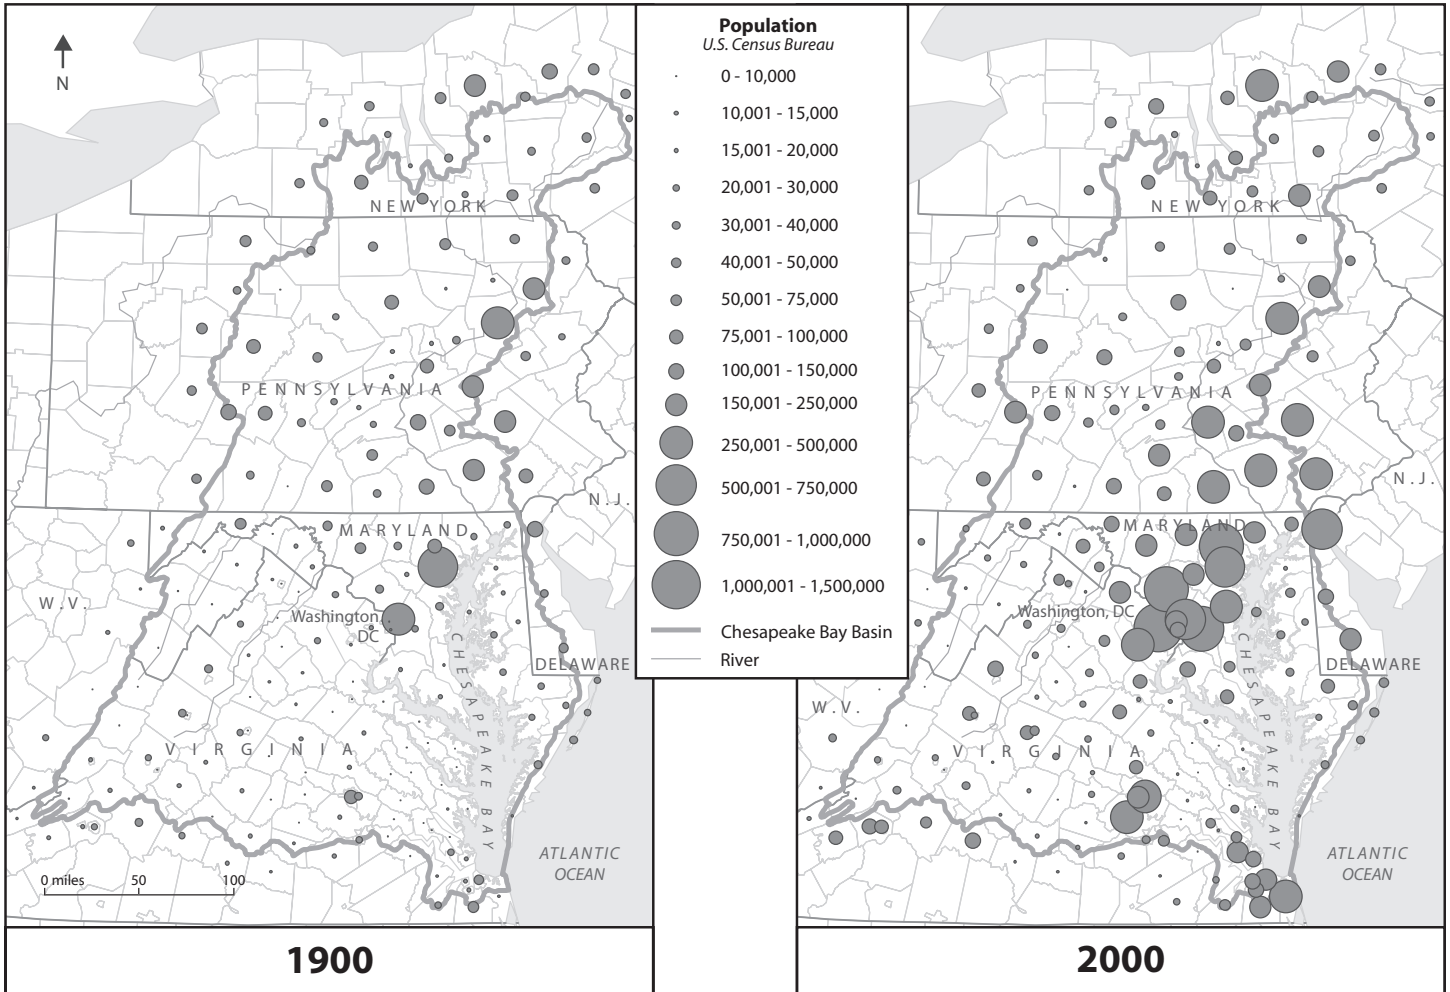 N
NEW YORK
PENNSYLVANIA
N.J.
MARYLAND
W.V.
Washington,
DC
DELAWARE
CHESAPEAKE BAY
VIRGINIA
ATLANTIC
OCEAN
0 miles 50 100
1900
Population
U.S. Census Bureau
0 - 10,000
10,001 - 15,000
15,001 - 20,000
20,001 - 30,000
30,001 - 40,000
40,001 - 50,000
50,001 - 75,000
75,001 - 100,000
100,001 - 150,000
150,001 - 250,000
250,001 - 500,000
500,001 - 750,000
750,001 - 1,000,000
1,000,001 - 1,500,000
Chesapeake Bay Basin
River
NEW YORK
PENNSYLVANIA
N.J.
MARYLAND
Washington, DC
DELAWARE
CHESAPEAKE BAY
W.V.
VIRGINIA
ATLANTIC
OCEAN
2000